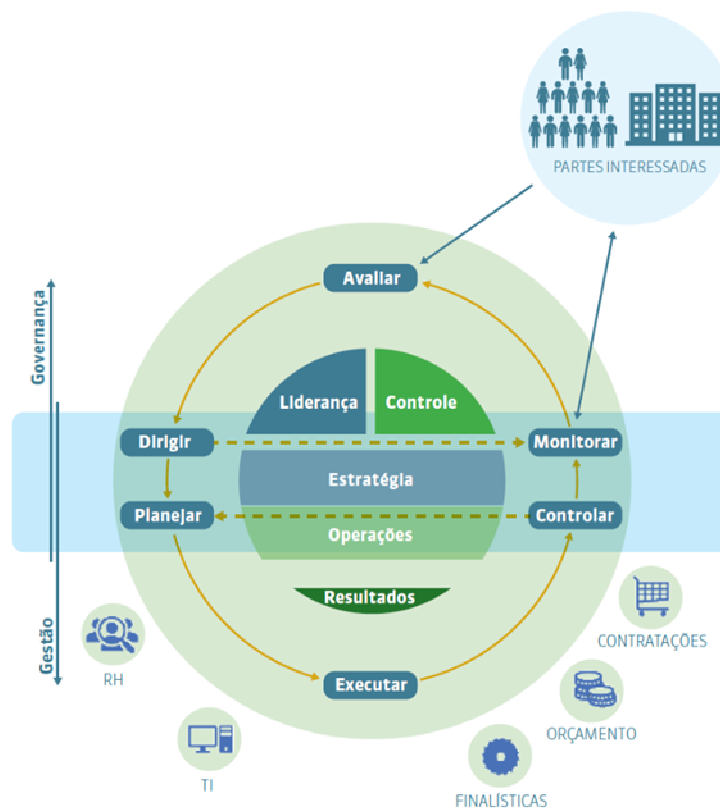 PARTES INTERESSADAS
Avaliar
Governança
Liderança
Controle
Dirigir
Monitorar
Estratégia
Planejar
Controlar
Operações
Resultados
Gestão
CONTRATAÇÕES
RH
Executar
ORÇAMENTO
TI
FINALÍSTICAS